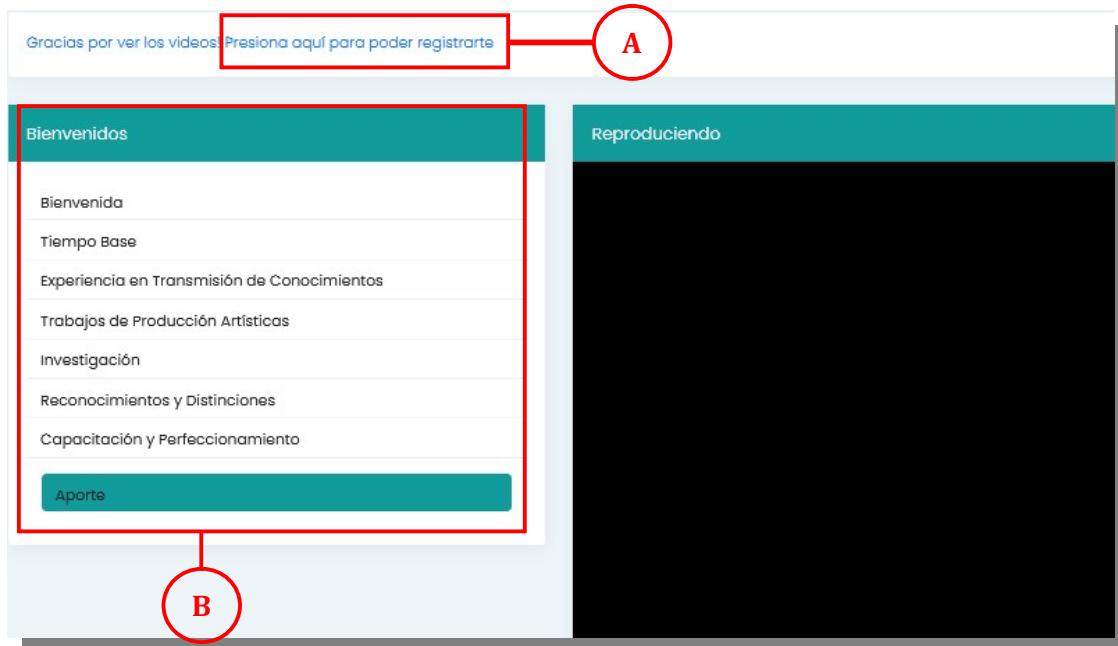 Gracias por ver los videos! Presiona aquí para poder registrarte
A
Bienvenidos
Bienvenida
Tiempo Base
Experiencia en Transmisión de Conocimientos
Trabajos de Producción Artísticas
Investigación
Reconocimientos y Distinciones
Capacitación y Perfeccionamiento
Aporte
B
Reproduciendo